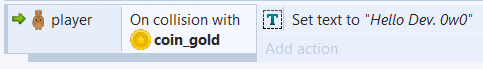 player
On collision with
coin_gold
T Set text to "Hello Dev. 0w0"
Add action